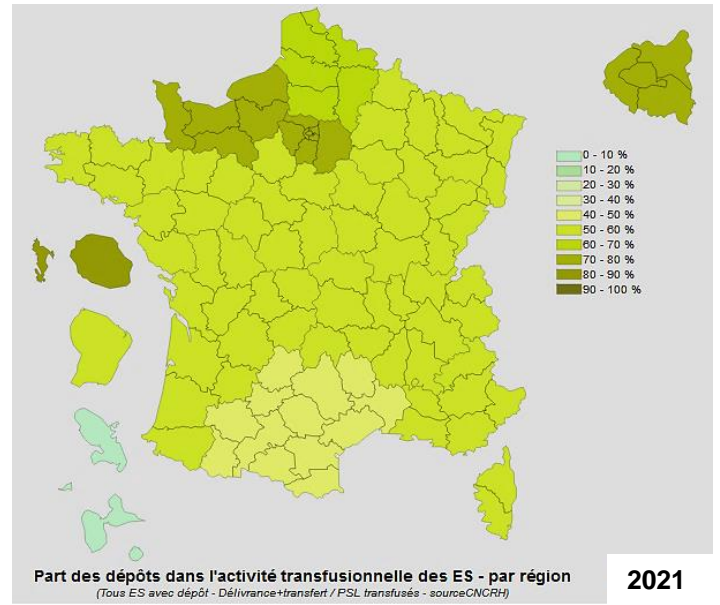 0 - 10 %
10 - 20 %
20 - 30 %
30 - 40 %
40 - 50 %
50 - 60 %
60 - 70 %
70 - 80 %
80 - 90 %
90 - 100 %
Part des dépôts dans l'activité transfusionnelle des ES - par région
(Tous ES avec dépôt - Délivrance+transfert / PSL transfusés - sourceCNCRH)
2021